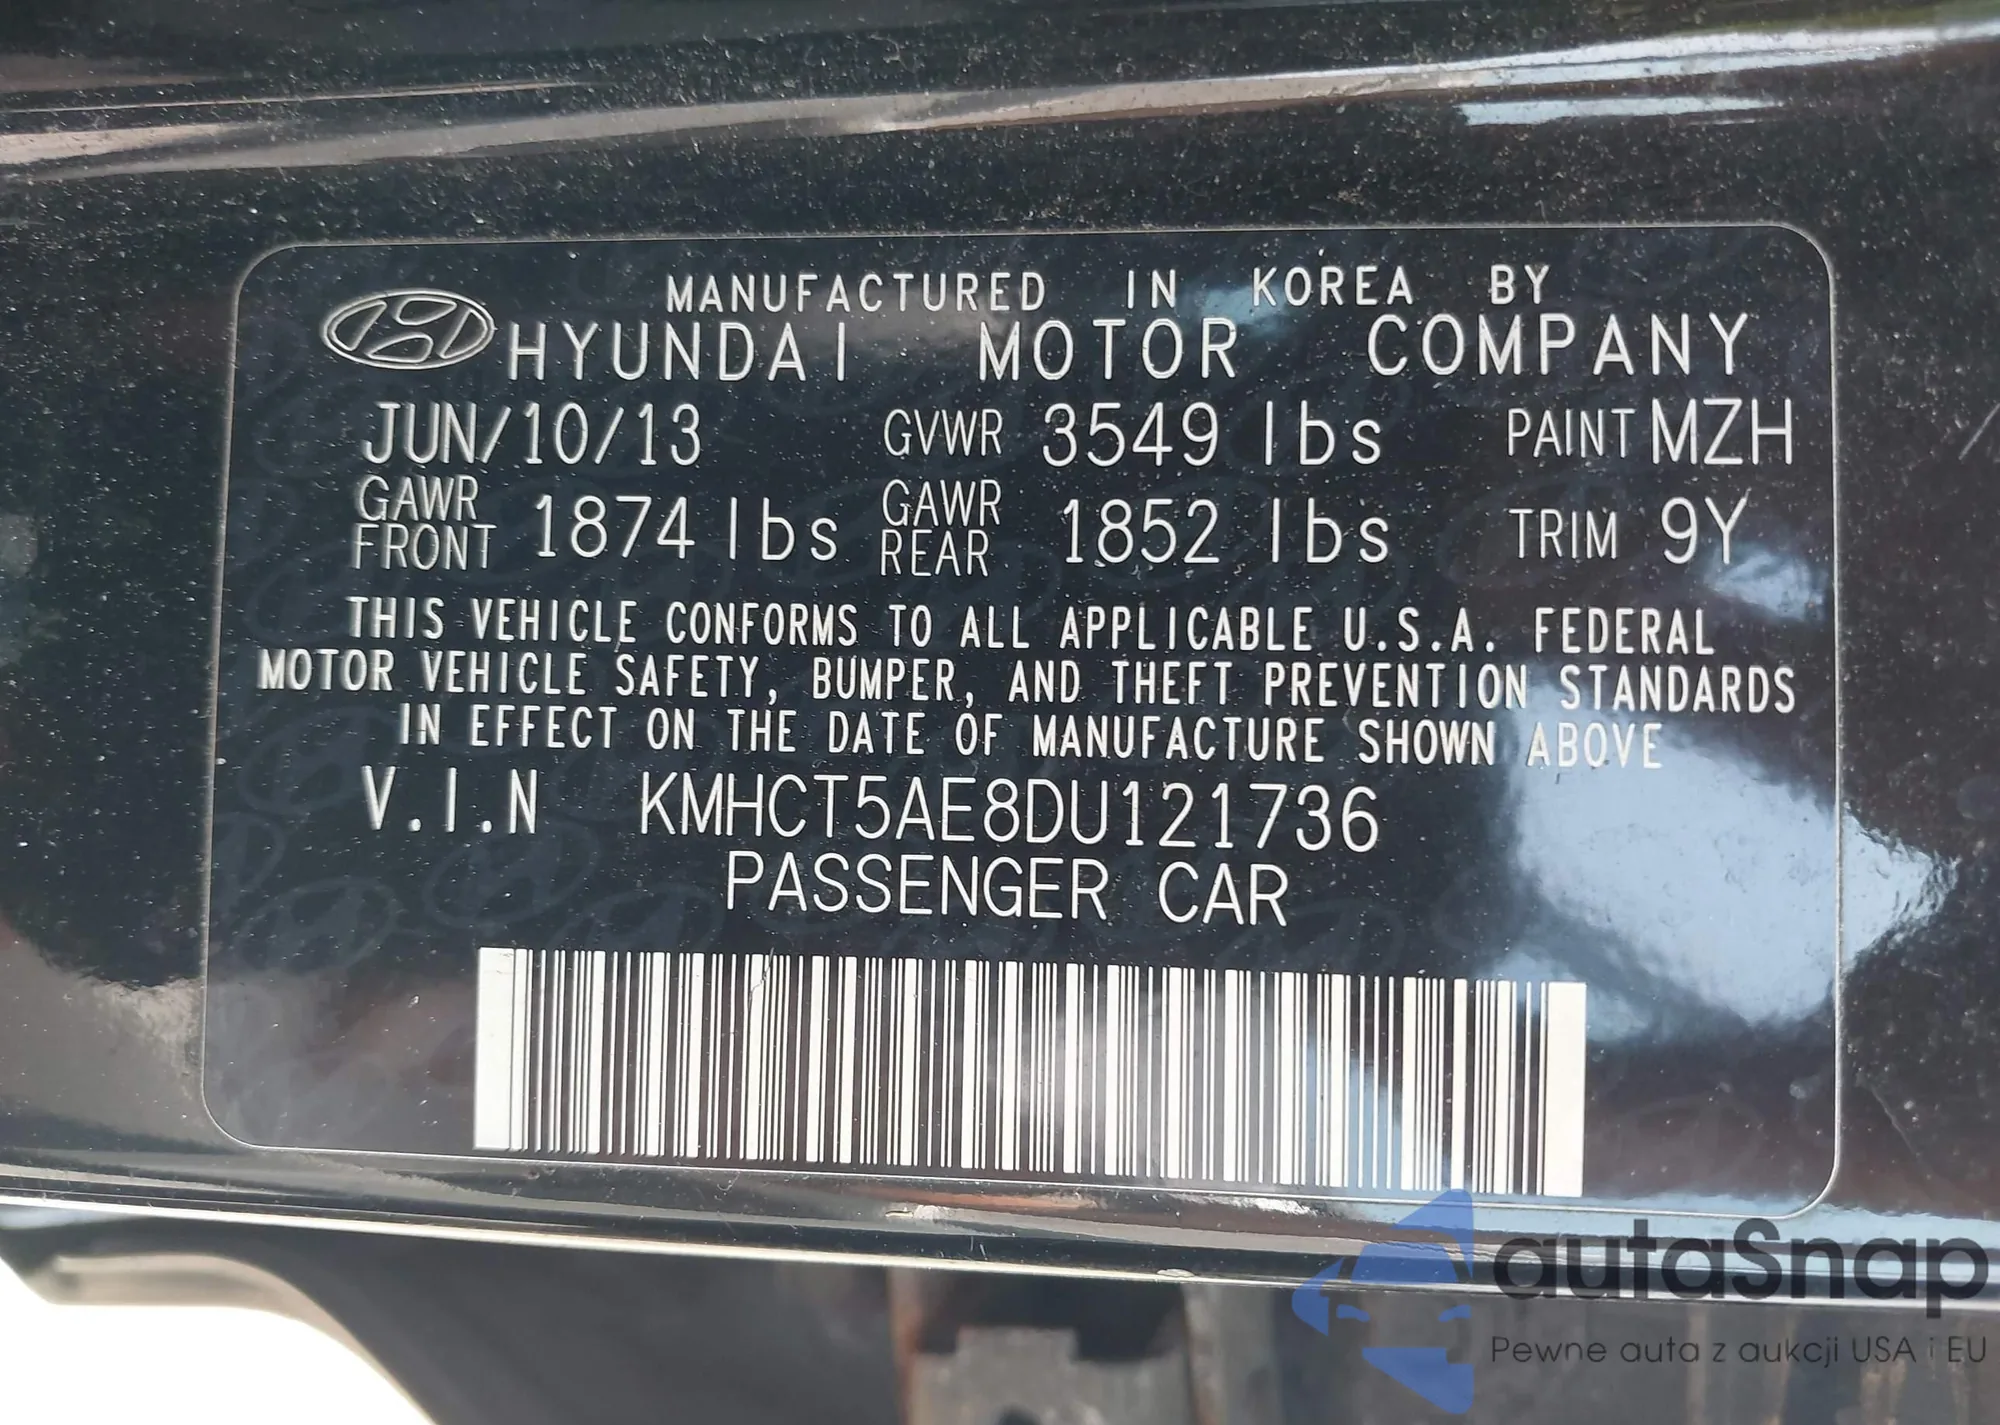 MANUFACTURED IN KOREA BY
HYUNDAI MOTOR COMPANY
JUN/10/13 GVWR 3549 lbs PAINT MZH
GAWR FRONT 1874 lbs GAWR REAR 1852 lbs TRIM 9Y
THIS VEHICLE CONFORMS TO ALL APPLICABLE U.S.A. FEDERAL
MOTOR VEHICLE SAFETY, BUMPER, AND THEFT PREVENTION STANDARDS
IN EFFECT ON THE DATE OF MANUFACTURE SHOWN ABOVE
V.I.N KMHCT5AE8DU121736
PASSENGER CAR
autaSnap
Pewne auta z aukcji USA i EU